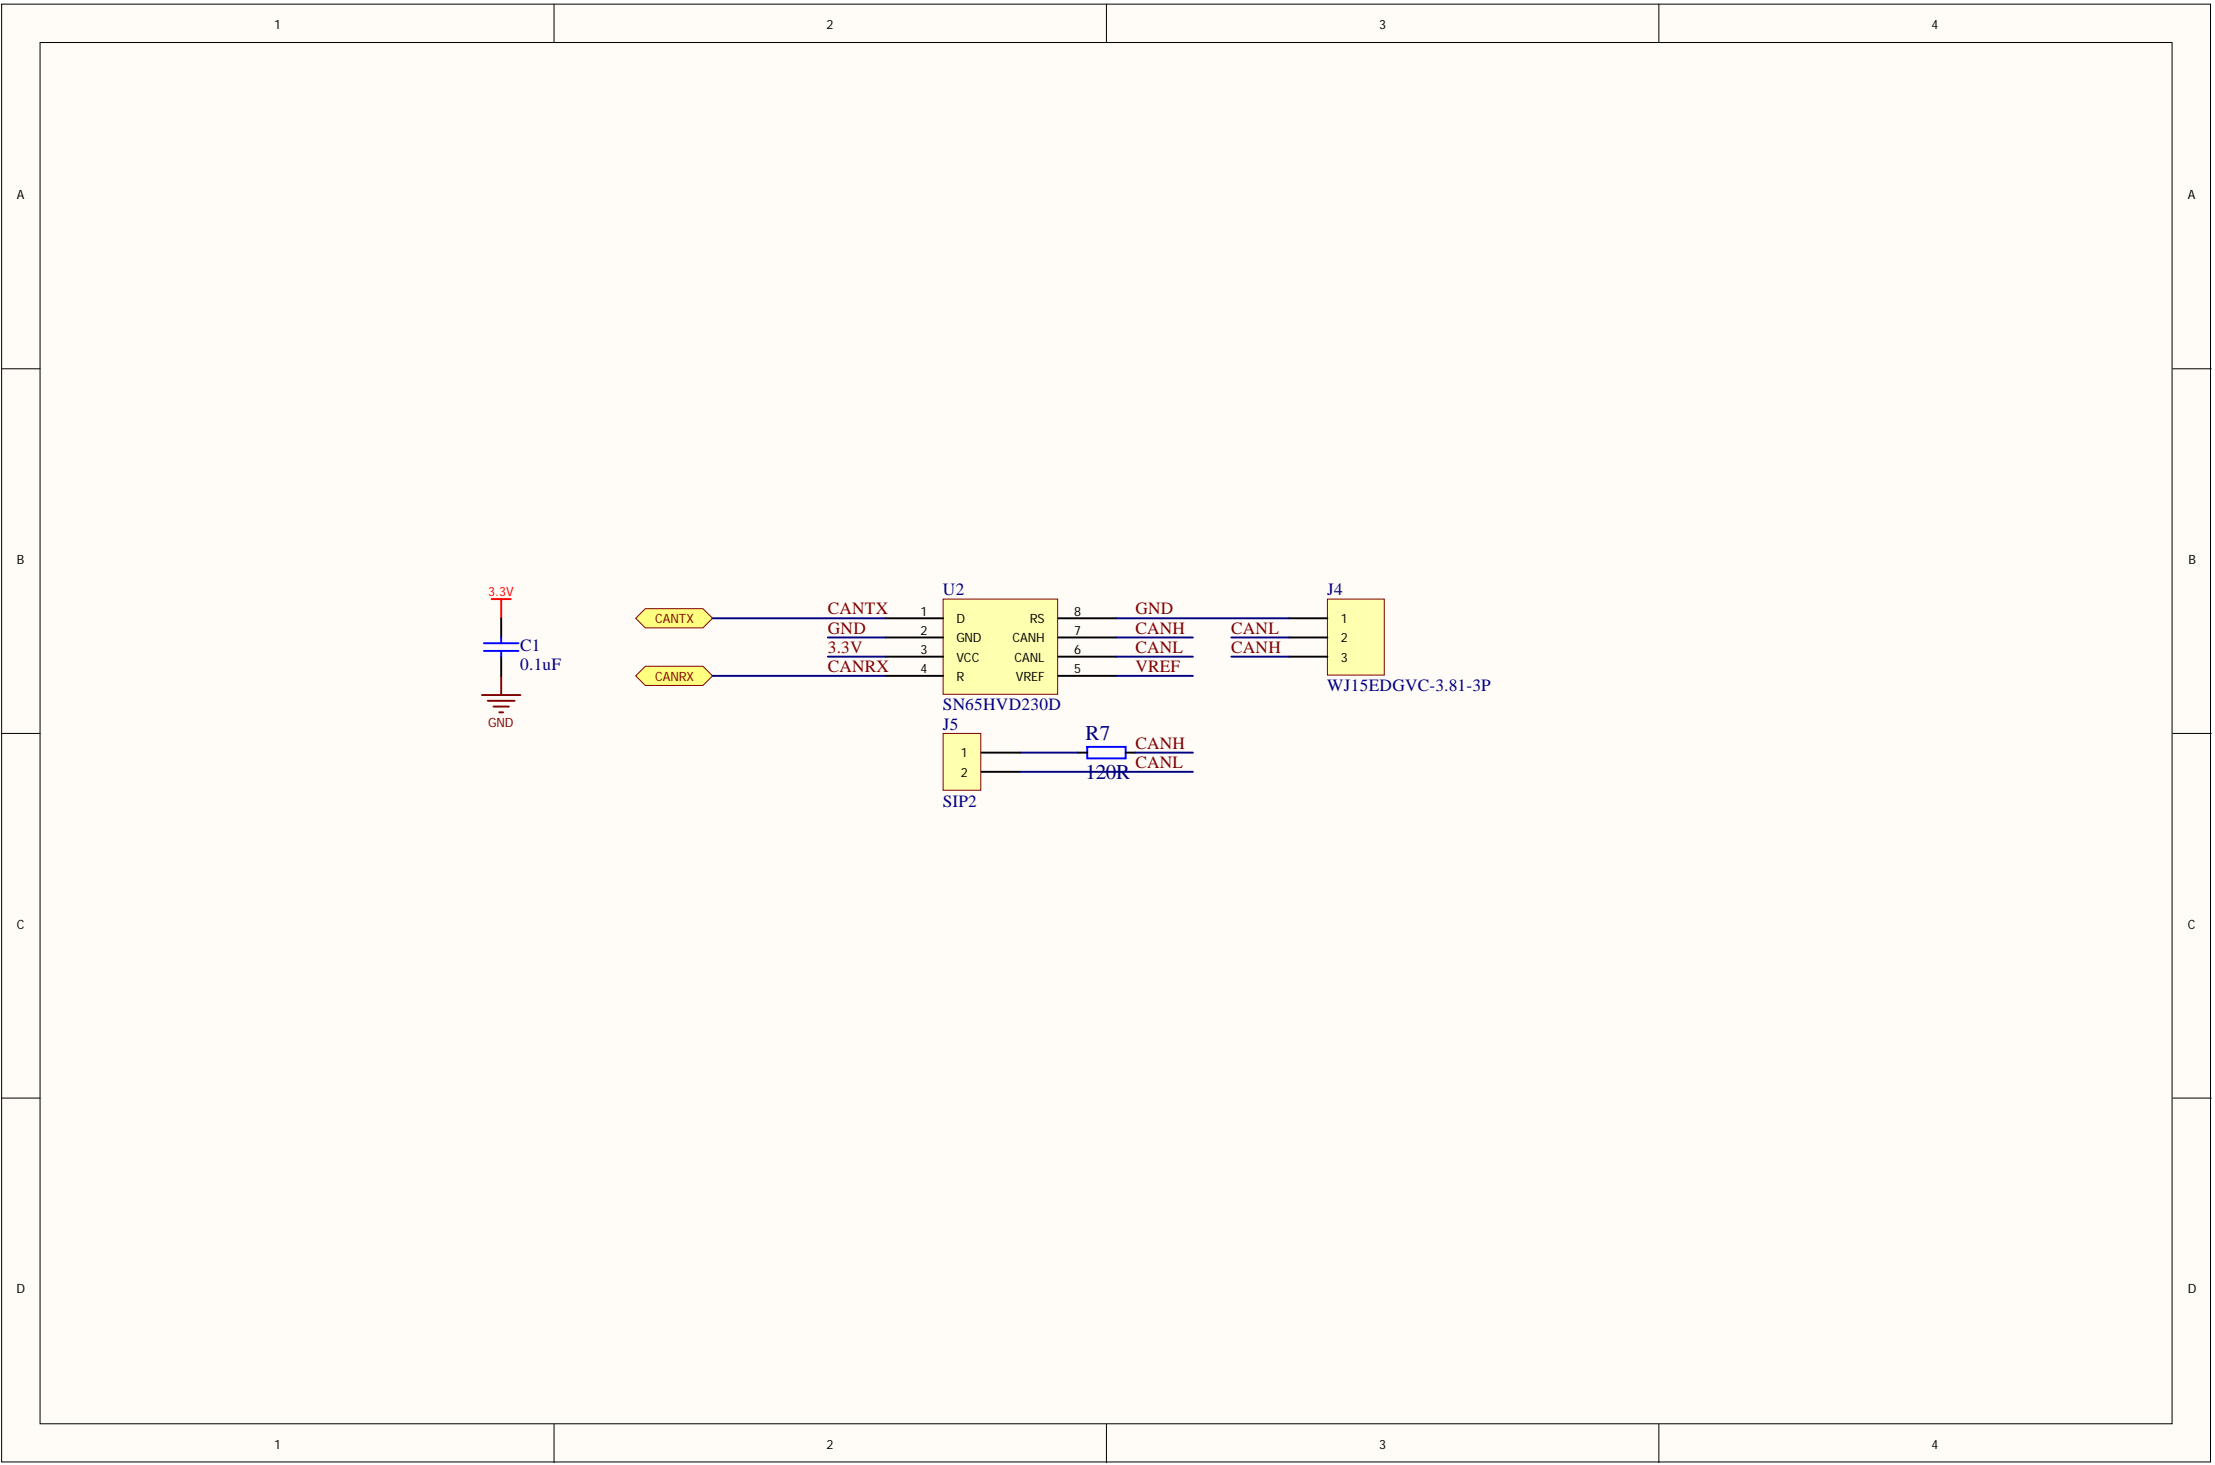 1 2 3 4
A A
B B
3.3V
C1
0.1uF
GND
CANTX
CANRX
CANTX
GND
3.3V
CANRX
1
2
3
4
U2
D RS
GND CANH
VCC CANL
R VREF
SN65HVD230D
8
7
6
5
GND
CANH
CANL
VREF
CANL
CANH
J4
1
2
3
WJ15EDGVC-3.81-3P
J5
1
2
SIP2
R7
120R
CANH
CANL
C C
D D
1 2 3 4